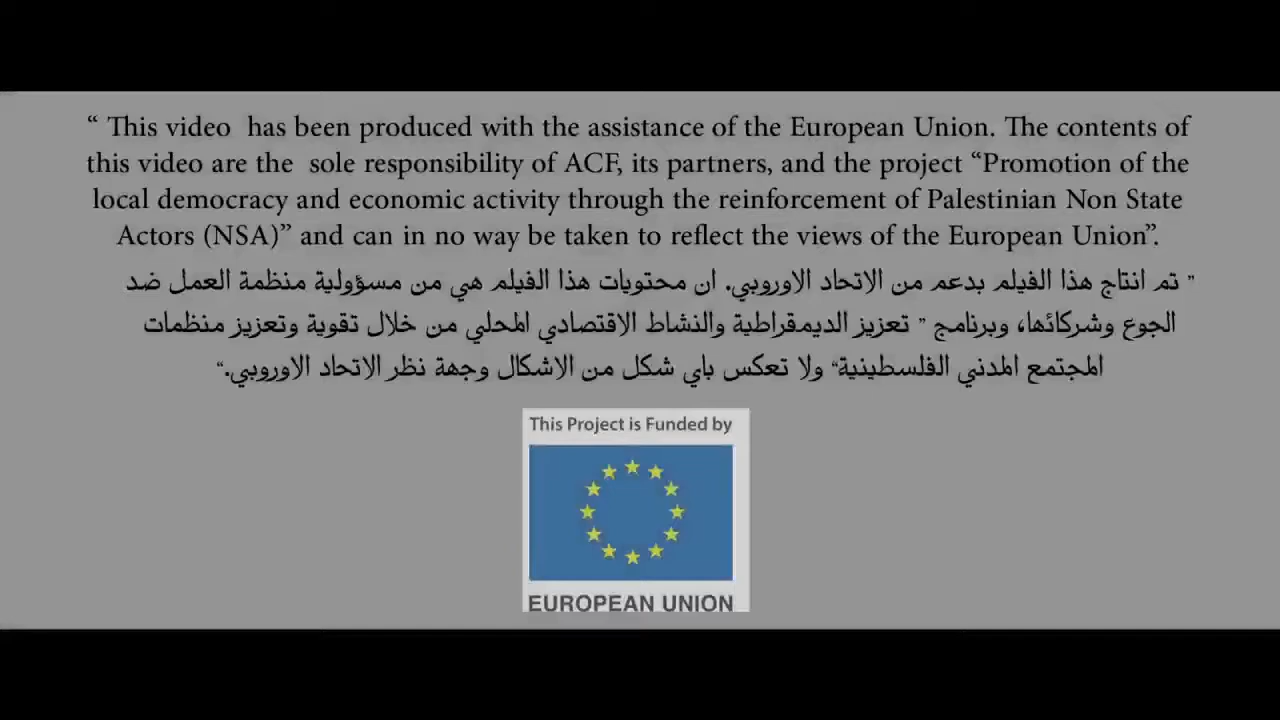 “ This video  has been produced with the assistance of the European Union. The contents of
this video are the  sole responsibility of ACF, its partners, and the project “Promotion of the
local democracy and economic activity through the reinforcement of Palestinian Non State
Actors (NSA)” and can in no way be taken to reflect the views of the European Union”.
” تم انتاج هذا الفيلم بدعم من الاتحاد الاوروبي. ان محتويات هذا الفيلم هي من مسؤولية منظمة العمل ضد
الجوع وشركائها، وبرنامج ” تعزيز الديمقراطية والنشاط الاقتصادي المحلي من خلال تقوية وتعزيز منظمات
المجتمع المدني الفلسطينية“ ولا تعكس باي شكل من الاشكال وجهة نظر الاتحاد الاوروبي.“
This Project is Funded by
EUROPEAN UNION